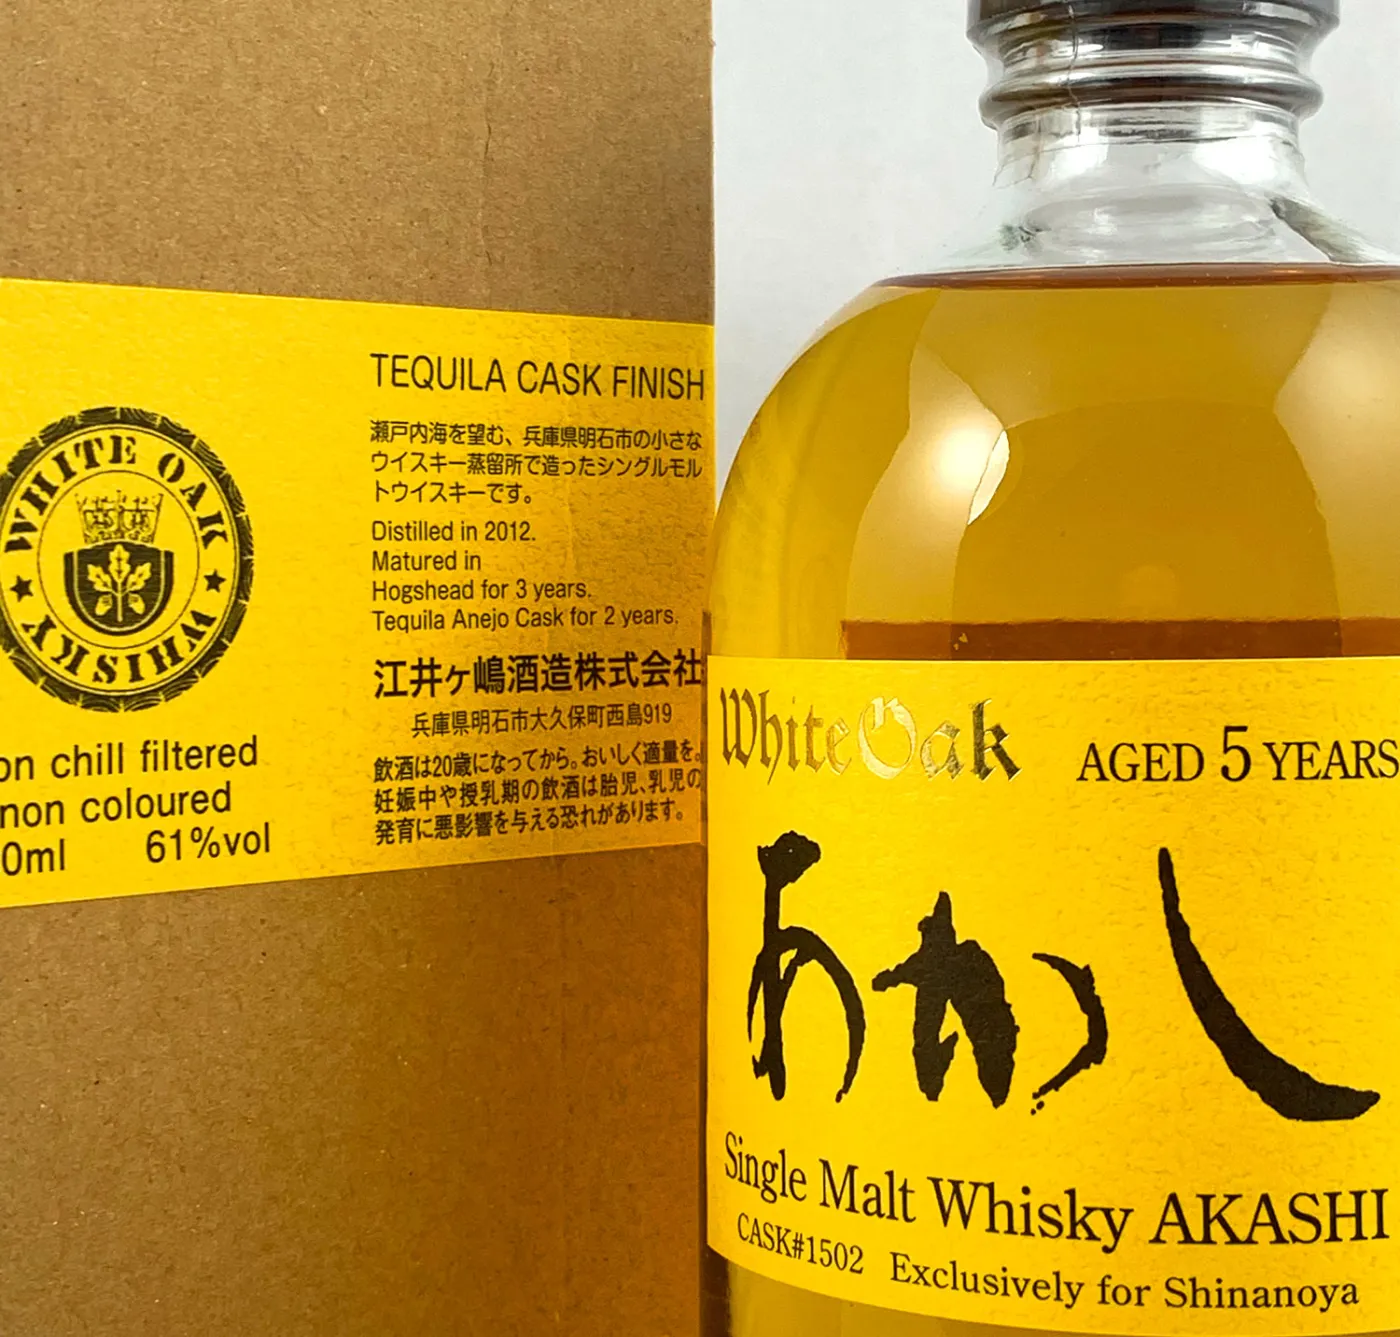 WHITE OAK
WHISKY
on chill filtered
non coloured
0ml 61%vol
TEQUILA CASK FINISH
瀬戸内海を望む、兵庫県明石市の小さな
ウイスキー蒸留所で造ったシングルモル
トウイスキーです。
Distilled in 2012.
Matured in
Hogshead for 3 years.
Tequila Anejo Cask for 2 years.
江井ヶ嶋酒造株式会社
兵庫県明石市大久保町西島919
飲酒は20歳になってから。おいしく適量を。
妊娠中や授乳期の飲酒は胎児、乳児の
発育に悪影響を与える恐れがあります。
White Oak AGED 5 YEARS
あかし
Single Malt Whisky AKASHI
CASK#1502 Exclusively for Shinanoya